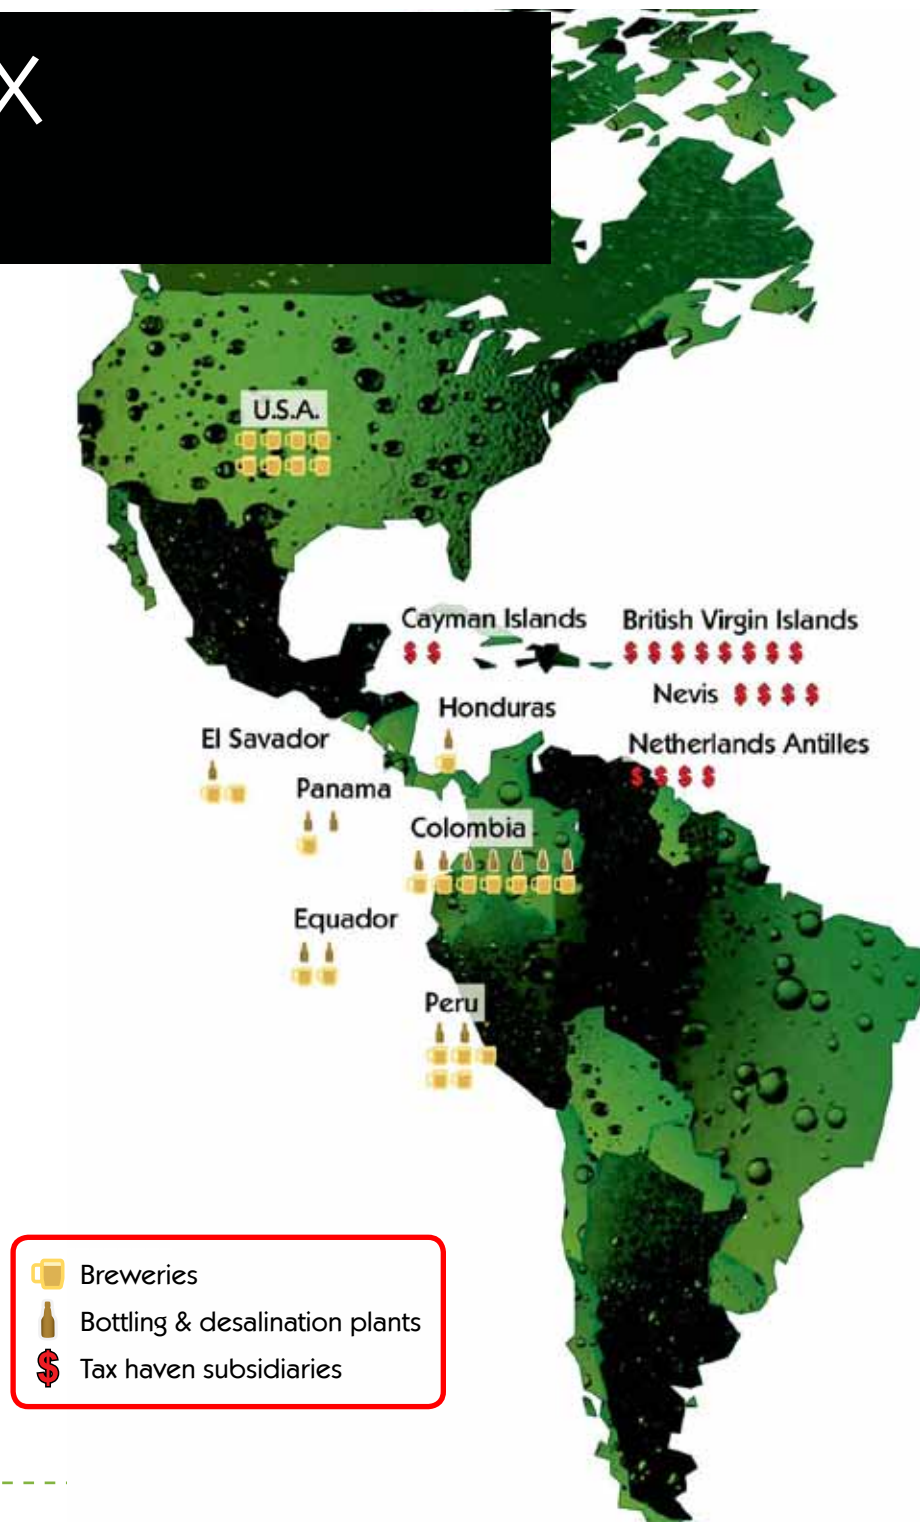 X
U.S.A.
Cayman Islands
British Virgin Islands
Nevis
Honduras
El Savador
Netherlands Antilles
Panama
Colombia
Equador
Peru
Breweries
Bottling & desalination plants
Tax haven subsidiaries